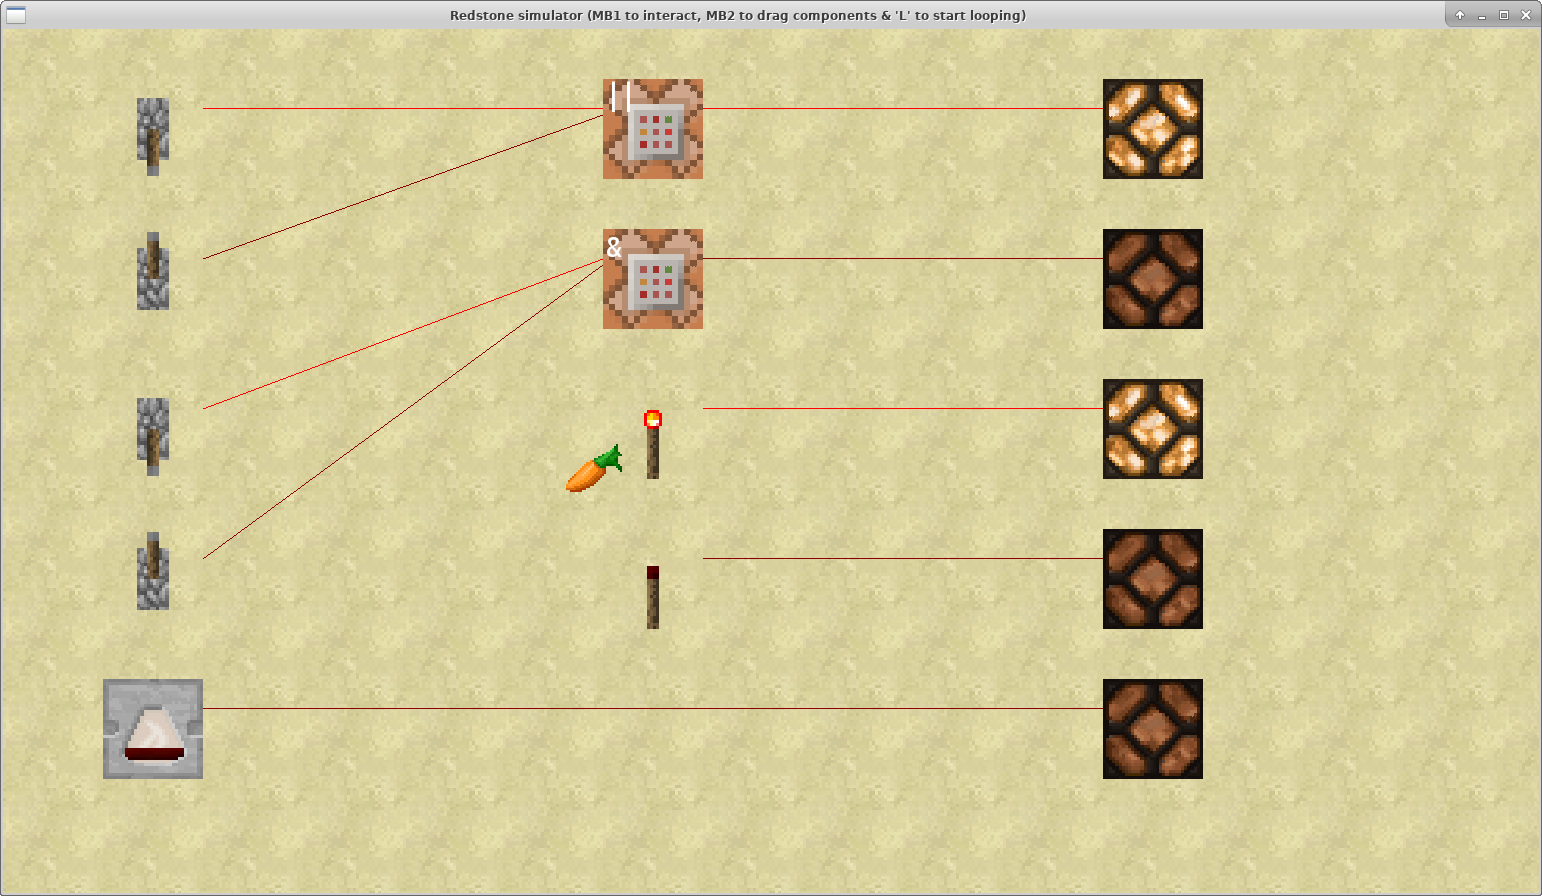 Redstone simulator (MB1 to interact, MB2 to drag components & 'L' to start looping)
||
&